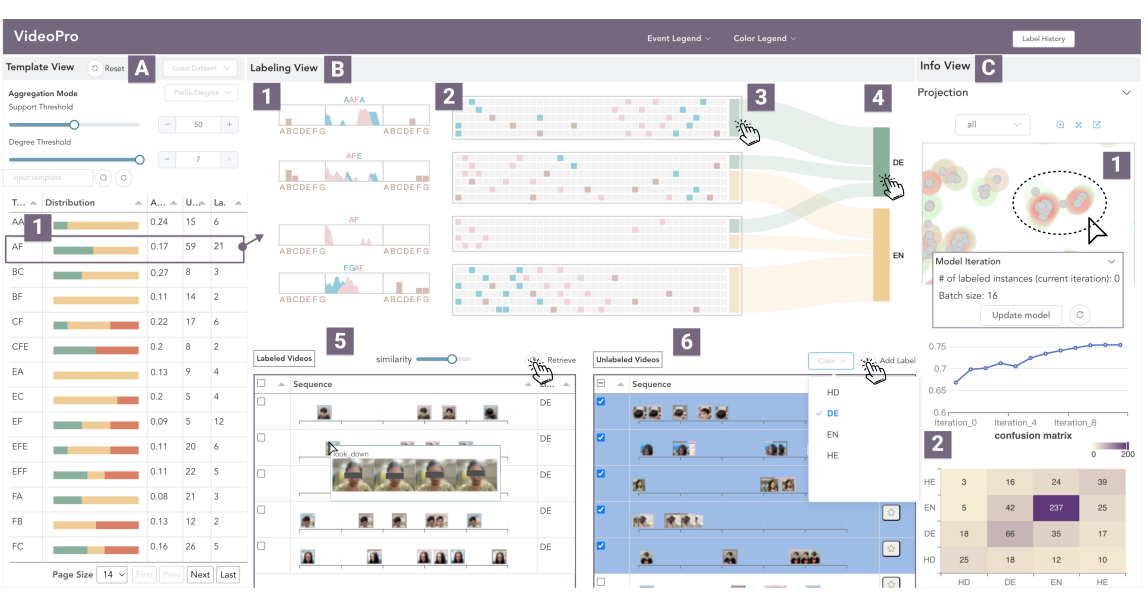 VideoPro
Event Legend
Color Legend
Label History
Template View
Reset
A
Load Dataset
Aggregation Mode
Prefix/Degree
Support Threshold
- 50 +
Degree Threshold
- 7 +
input template
T... Distribution A... U... La.
1
AA 0.24 15 6
AF 0.17 59 21
BC 0.27 8 3
BF 0.11 14 2
CF 0.22 17 6
CFE 0.2 8 2
EA 0.13 9 4
EC 0.2 5 4
EF 0.09 5 12
EFE 0.11 20 6
EFF 0.11 22 5
FA 0.08 21 3
FB 0.13 12 2
FC 0.16 26 5
Page Size 14 First Prev Next Last
Labeling View B
1
2
3
4
AAFA
ABCDEFG ABCDEFG
AFE
ABCDEFG ABCDEFG
AF
ABCDEFG ABCDEFG
FGAF
ABCDEFG ABCDEFG
DE
EN
5
Labeled Videos
similarity
Retrieve
Sequence
DE
DE
look_down
DE
DE
DE
6
Unlabeled Videos
Class
Add Label
Sequence
HD
DE
EN
HE
Info View C
Projection
all
1
Model Iteration
# of labeled instances (current iteration): 0
Batch size: 16
Update model
0.75
0.7
0.65
0.6
Iteration_0 Iteration_4 Iteration_8
2
confusion matrix
0 200
HE 3 16 24 39
EN 5 42 237 25
DE 18 66 35 17
HD 25 18 12 10
HD DE EN HE